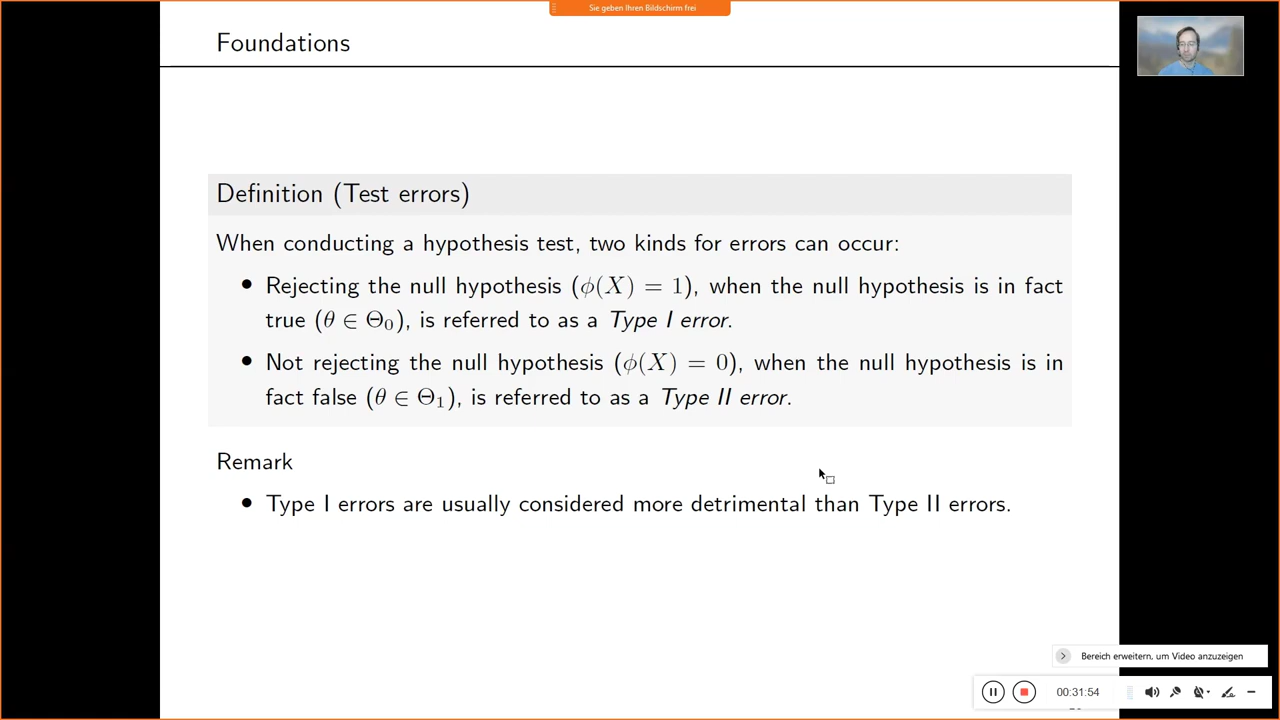 Sie geben Ihren Bildschirm frei
Foundations
Definition (Test errors)
When conducting a hypothesis test, two kinds for errors can occur:
• Rejecting the null hypothesis (ϕ(X) = 1), when the null hypothesis is in fact
true (θ ∈ Θ₀), is referred to as a Type I error.
• Not rejecting the null hypothesis (ϕ(X) = 0), when the null hypothesis is in
fact false (θ ∈ Θ₁), is referred to as a Type II error.
Remark
• Type I errors are usually considered more detrimental than Type II errors.
Bereich erweitern, um Video anzuzeigen
00:31:54